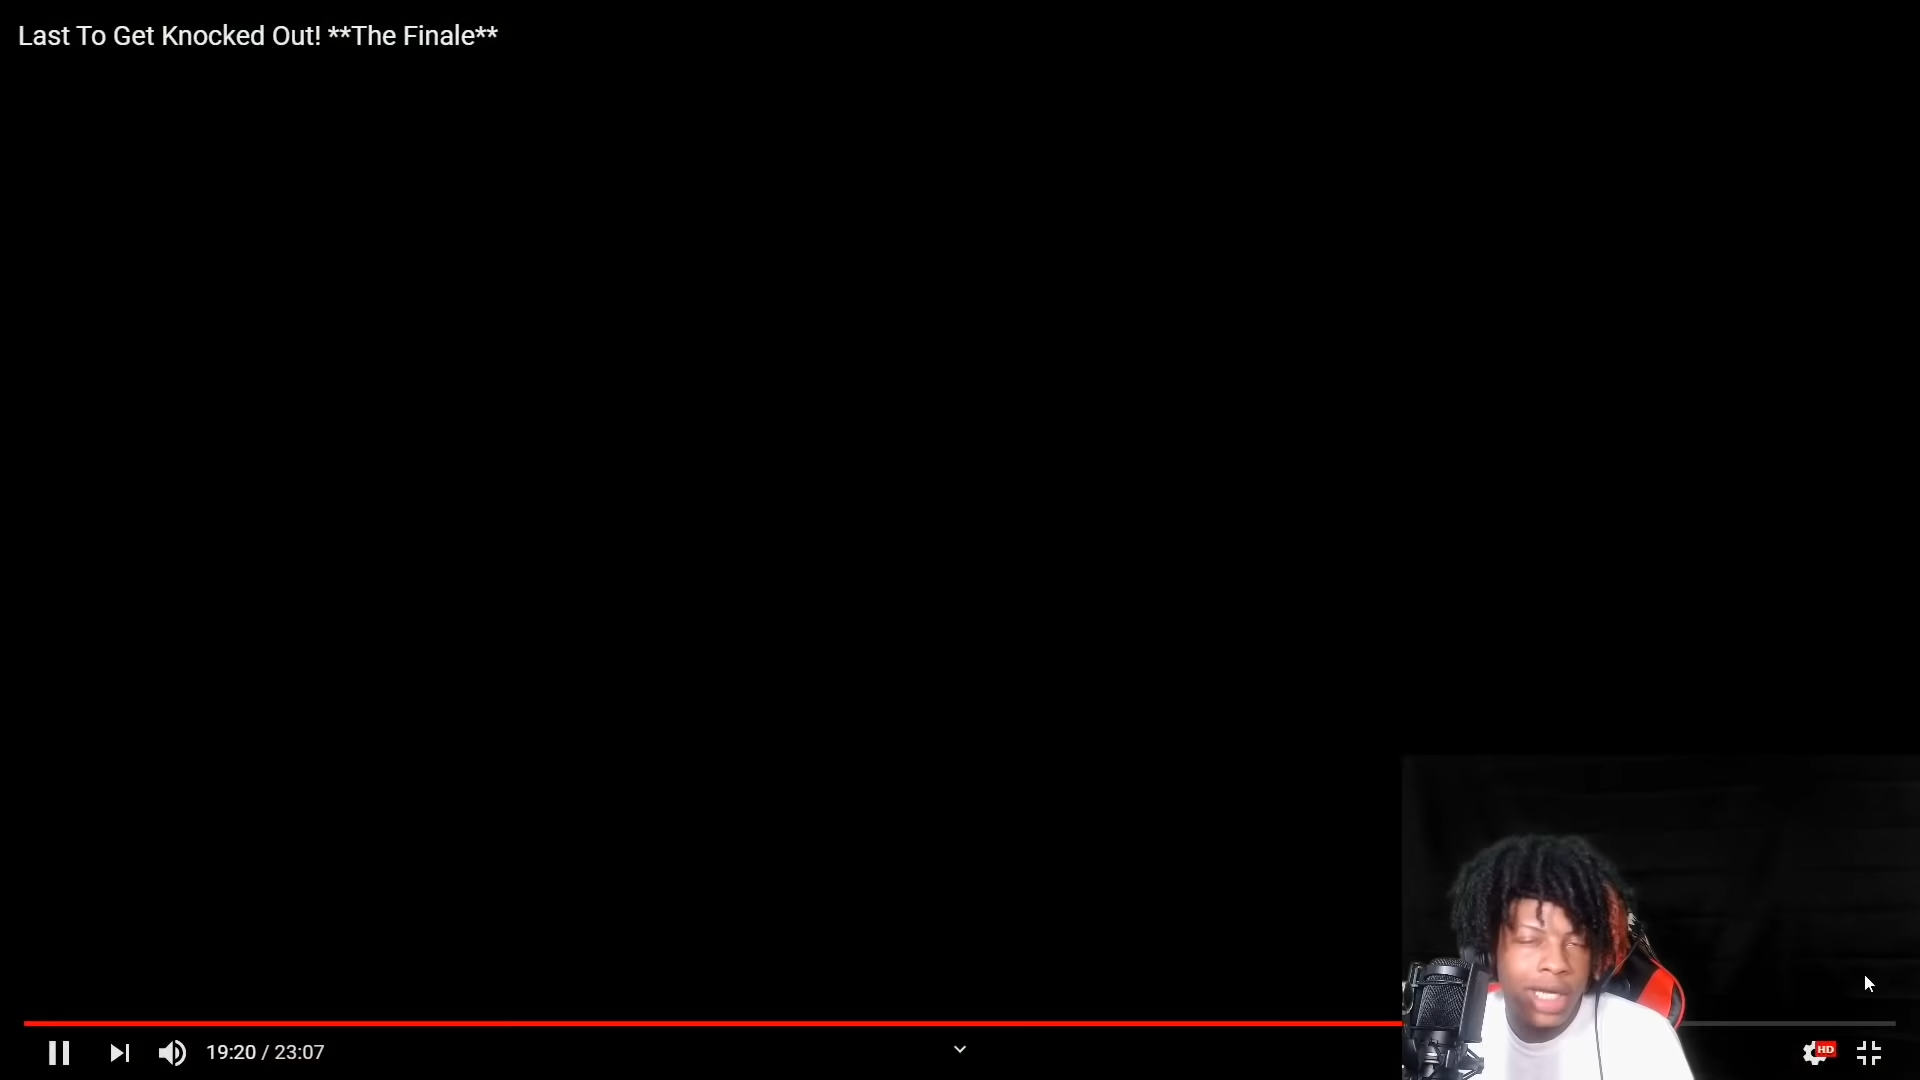 Last To Get Knocked Out! **The Finale**
19:20 / 23:07
HD